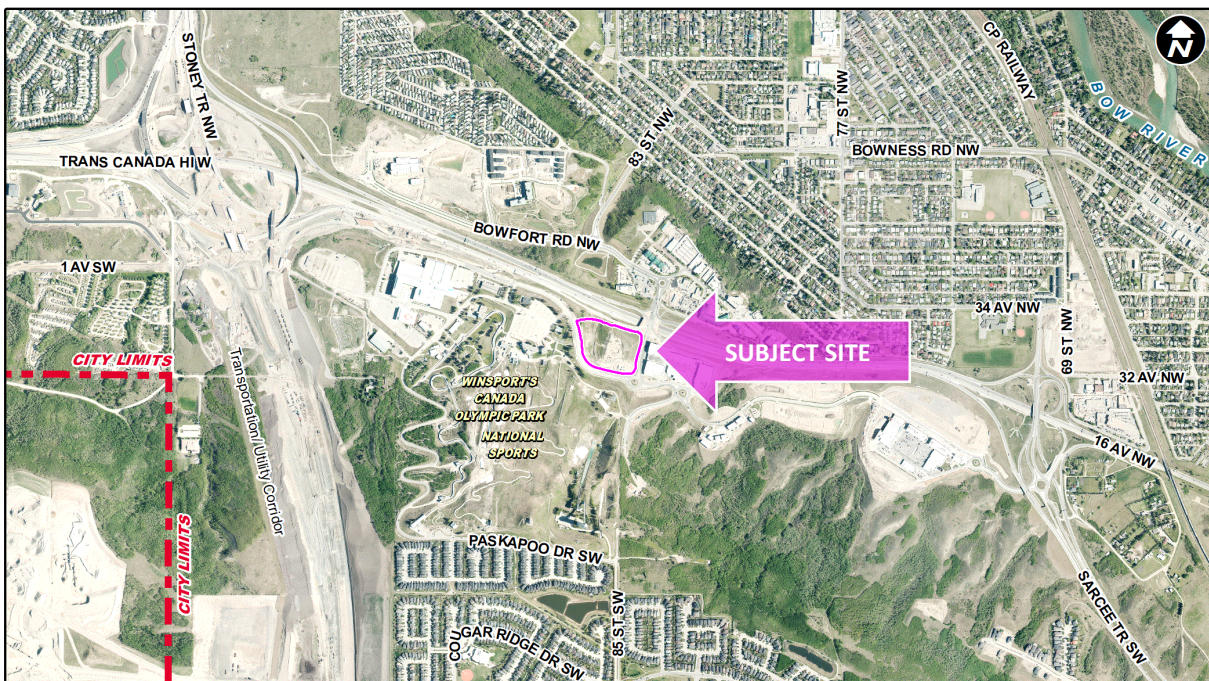 N
STONEY TR NW
CP RAILWAY
BOW RIVER
83 ST NW
77 ST NW
BOWNESS RD NW
TRANS CANADA HIW
BOWFORT RD NW
1 AV SW
34 AV NW
69 ST NW
SUBJECT SITE
CITY LIMITS
Transportation/ Utility Corridor
32 AV NW
WINSPORT'S
CANADA
OLYMPIC PARK
NATIONAL
SPORTS
16 AV NW
CITY LIMITS
PASKAPOO DR SW
SARCEE TR SW
85 ST SW
COUGAR RIDGE DR SW